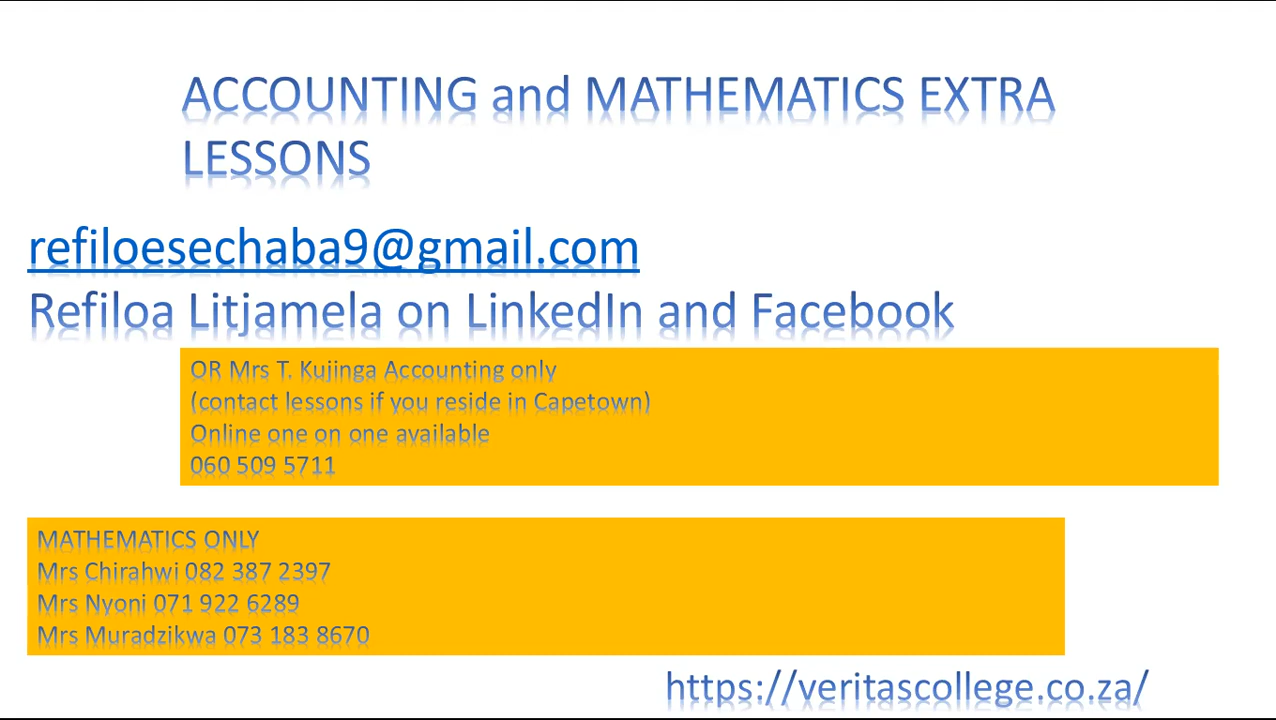 ACCOUNTING and MATHEMATICS EXTRA
LESSONS
refiloesechaba9@gmail.com
Refiloa Litjamela on LinkedIn and Facebook
OR Mrs T. Kujinga Accounting only
(contact lessons if you reside in Capetown)
Online one on one available
060 509 5711
MATHEMATICS ONLY
Mrs Chirahwi 082 387 2397
Mrs Nyoni 071 922 6289
Mrs Muradzikwa 073 183 8670
https://veritascollege.co.za/